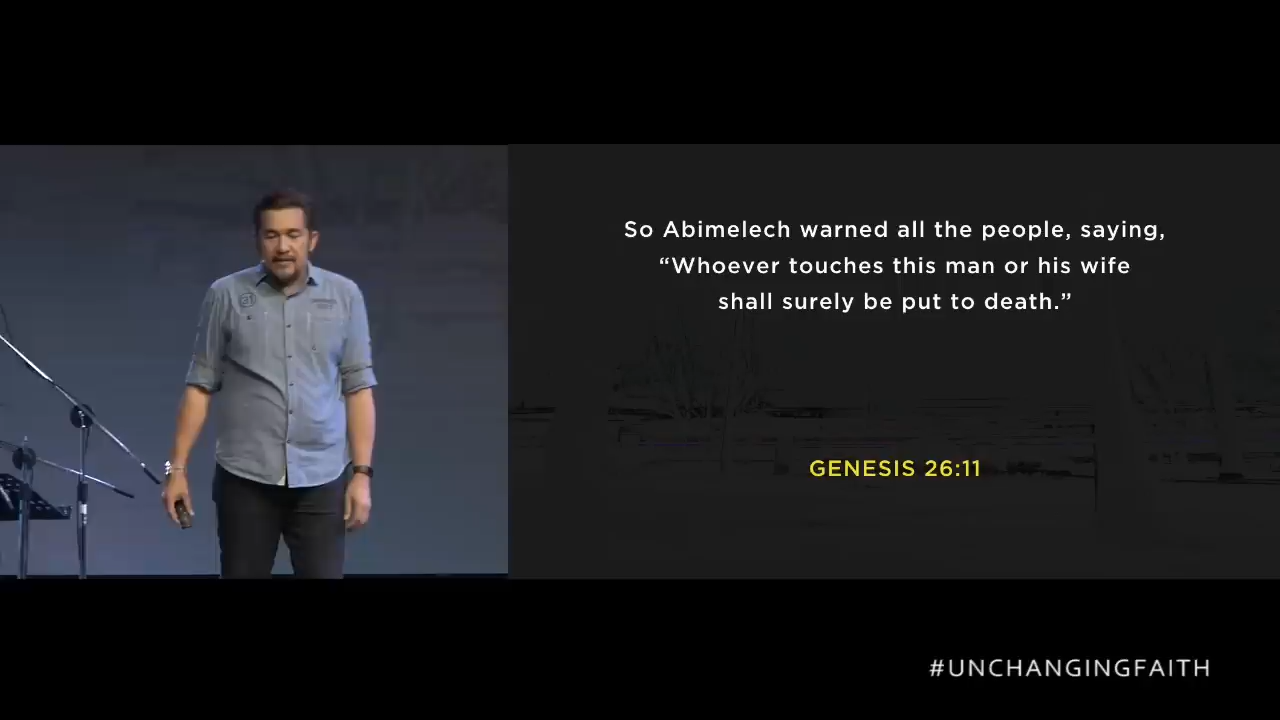 So Abimelech warned all the people, saying,
“Whoever touches this man or his wife
shall surely be put to death.”
GENESIS 26:11
#UNCHANGINGFAITH